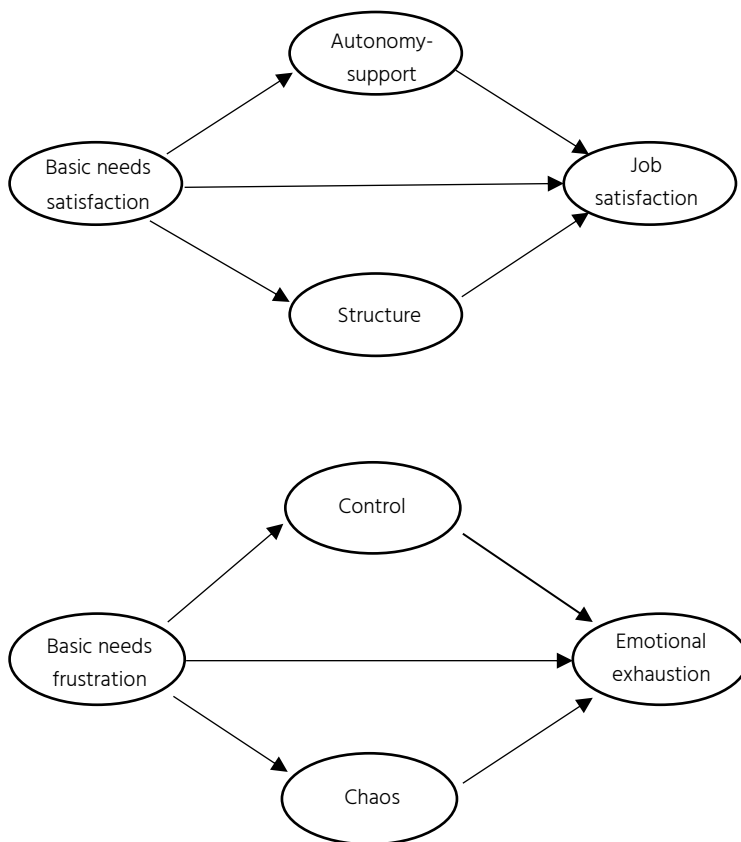 Autonomy-
support
Basic needs
satisfaction
Job
satisfaction
Structure
Control
Basic needs
frustration
Emotional
exhaustion
Chaos